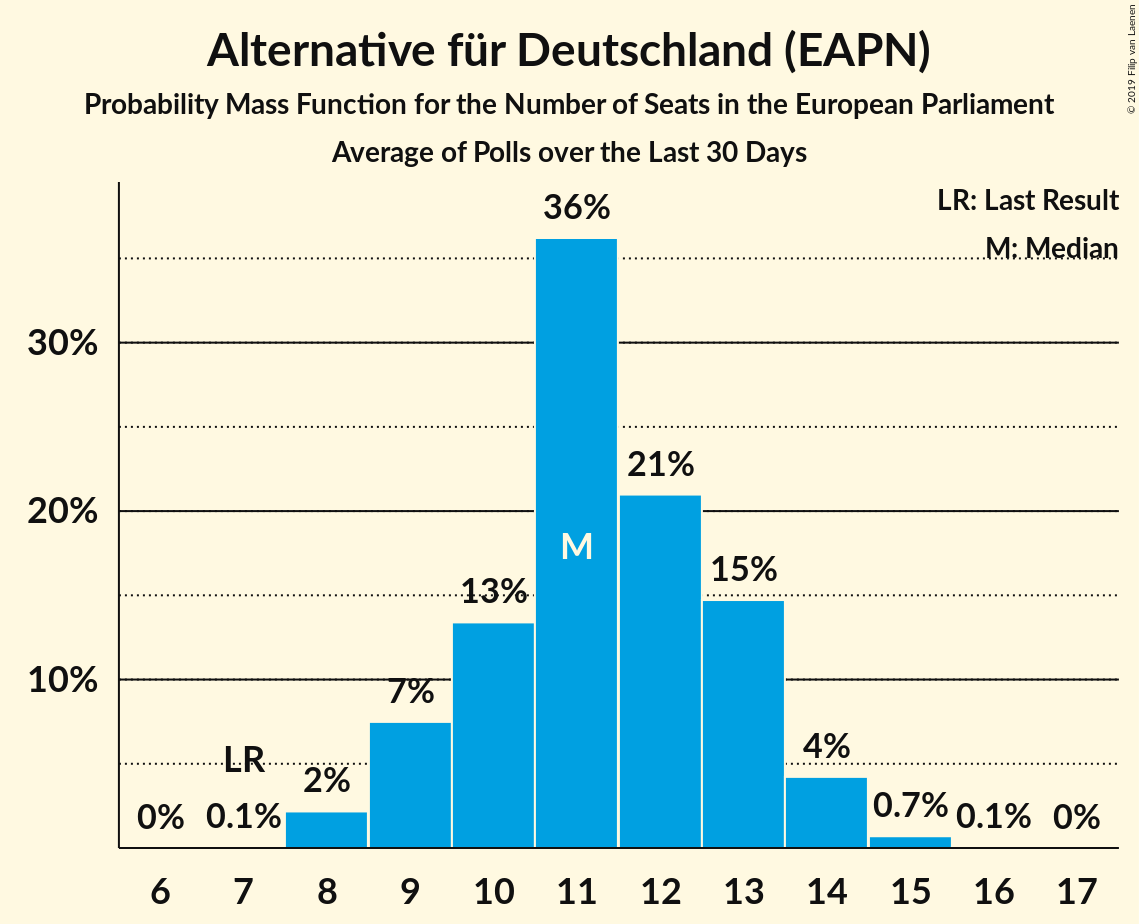 Alternative für Deutschland (EAPN)
Probability Mass Function for the Number of Seats in the European Parliament
Average of Polls over the Last 30 Days
© 2019 Filip van Laenen
LR: Last Result
M: Median
30%
20%
10%
0%
0.1%
LR
2%
7%
13%
36%
M
21%
15%
4%
0.7%
0.1%
0%
6 7 8 9 10 11 12 13 14 15 16 17